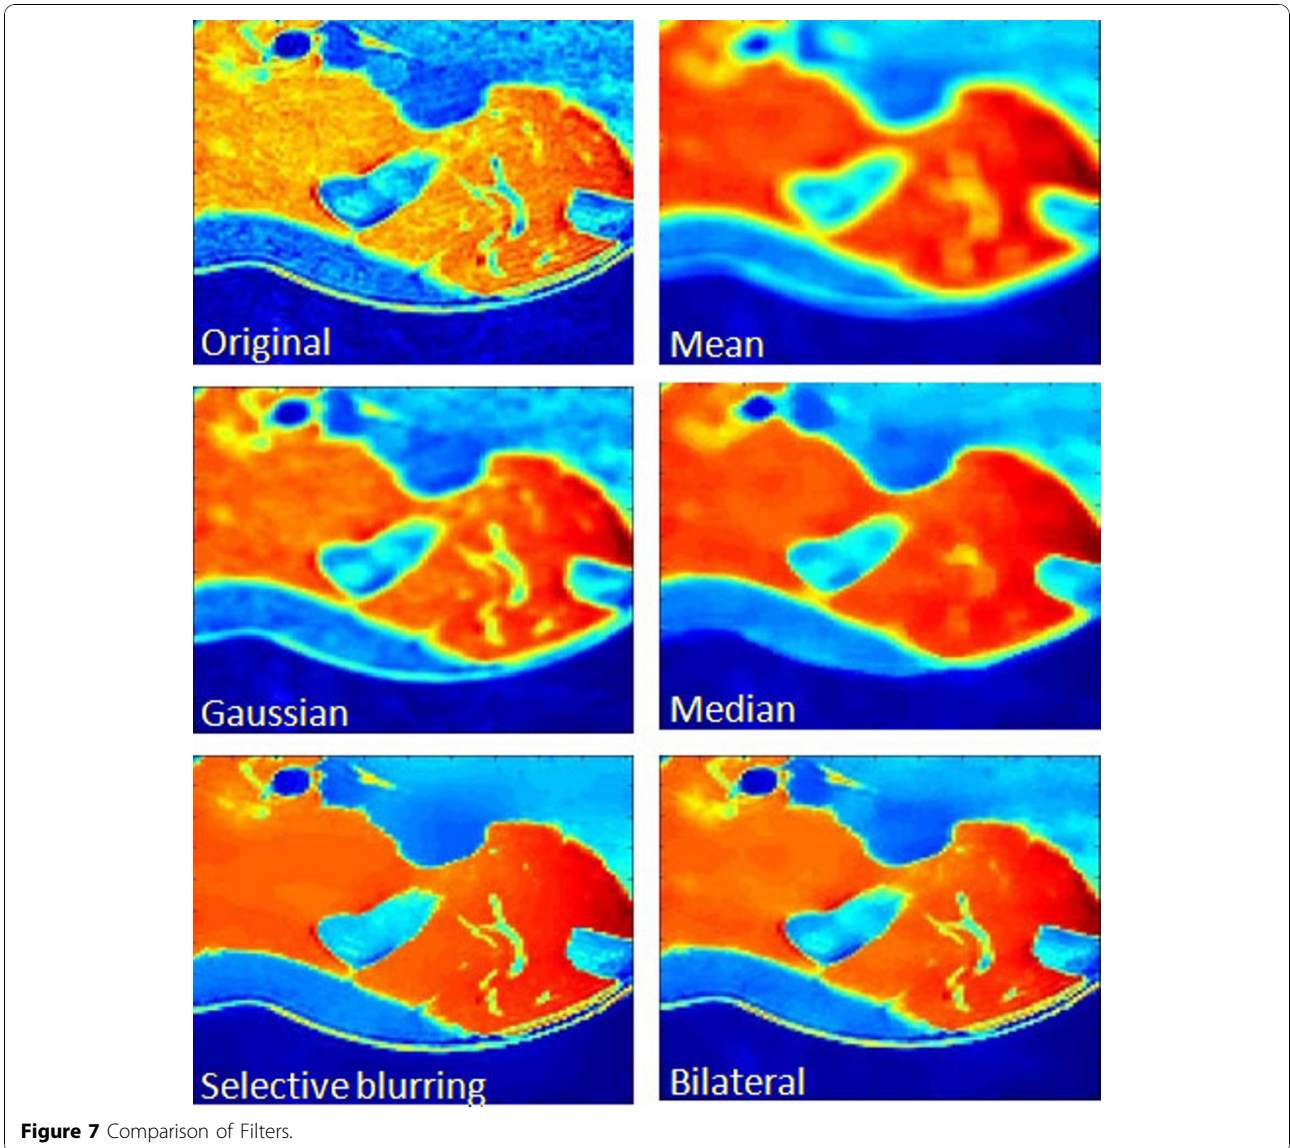 Original
Mean
Gaussian
Median
Selective blurring
Bilateral
Figure 7 Comparison of Filters.